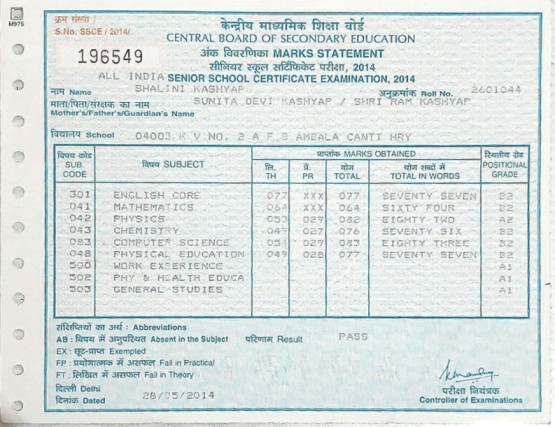 M975
क्रम संख्या
S.No. SSCE / 2014/
196549
केन्द्रीय माध्यमिक शिक्षा बोर्ड
CENTRAL BOARD OF SECONDARY EDUCATION
अंक विवरणिका MARKS STATEMENT
सीनियर स्कूल सर्टिफिकेट परीक्षा, 2014
ALL INDIA SENIOR SCHOOL CERTIFICATE EXAMINATION, 2014
नाम Name SHALINI KASHYAP अनुक्रमांक Roll No. 2601044
माता/पिता/संरक्षक का नाम SUNITA DEVI KASHYAP / SHRI RAM KASHYAP
Mother's/Father's/Guardian's Name
विद्यालय School 04003 K V NO. 2 A F S AMBALA CANTT HRY
विषय कोड SUB. CODE विषय SUBJECT प्राप्तांक MARKS OBTAINED स्थितीय ग्रेड POSITIONAL GRADE
लि. TH प्रै. PR योग TOTAL योग शब्दों में TOTAL IN WORDS
301 ENGLISH CORE 077 XXX 077 SEVENTY SEVEN B2
041 MATHEMATICS 064 XXX 064 SIXTY FOUR B2
042 PHYSICS 053 029 082 EIGHTY TWO A2
043 CHEMISTRY 049 027 076 SEVENTY SIX B2
083 COMPUTER SCIENCE 054 029 083 EIGHTY THREE B2
048 PHYSICAL EDUCATION 049 028 077 SEVENTY SEVEN B2
500 WORK EXPERIENCE A1
502 PHY & HEALTH EDUCA A1
503 GENERAL STUDIES A1
संक्षिप्तियों का अर्थ : Abbreviations
AB : विषय में अनुपस्थित Absent in the Subject परिणाम Result PASS
EX : छूट-प्राप्त Exempted
FP : प्रयोगात्मक में असफल Fail in Practical
FT : लिखित में असफल Fail in Theory
दिल्ली Delhi
दिनांक Dated 28/05/2014
परीक्षा नियंत्रक
Controller of Examinations